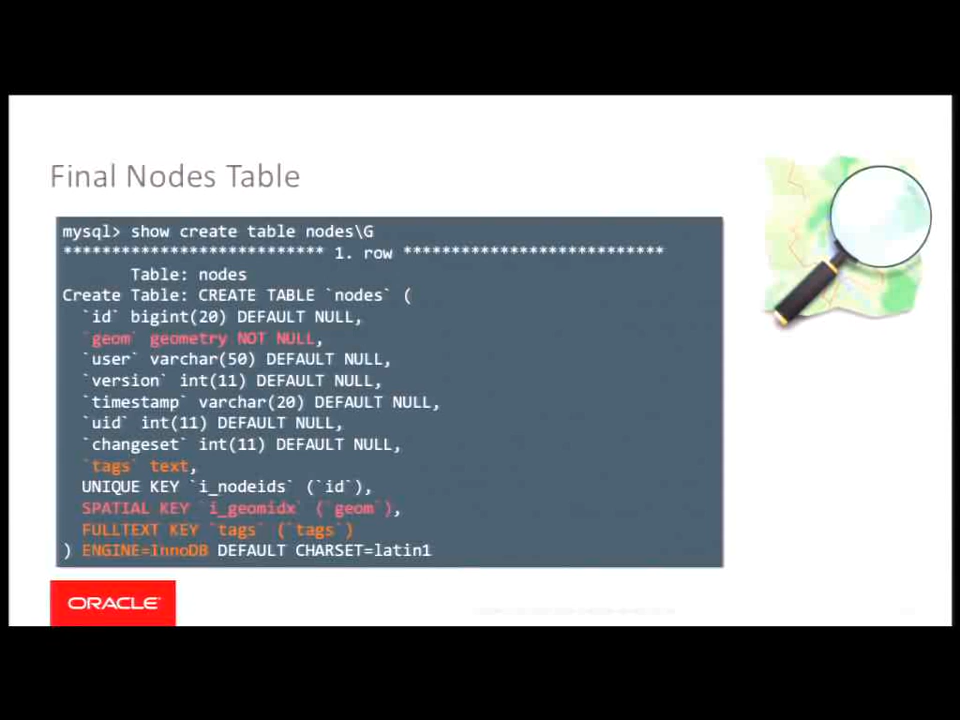 Final Nodes Table
mysql> show create table nodes\G
*************************** 1. row ***************************
Table: nodes
Create Table: CREATE TABLE `nodes` (
`id` bigint(20) DEFAULT NULL,
`geom` geometry NOT NULL,
`user` varchar(50) DEFAULT NULL,
`version` int(11) DEFAULT NULL,
`timestamp` varchar(20) DEFAULT NULL,
`uid` int(11) DEFAULT NULL,
`changeset` int(11) DEFAULT NULL,
`tags` text,
UNIQUE KEY `i_nodeids` (`id`),
SPATIAL KEY `i_geomidx` (`geom`),
FULLTEXT KEY `tags` (`tags`)
) ENGINE=InnoDB DEFAULT CHARSET=latin1
ORACLE